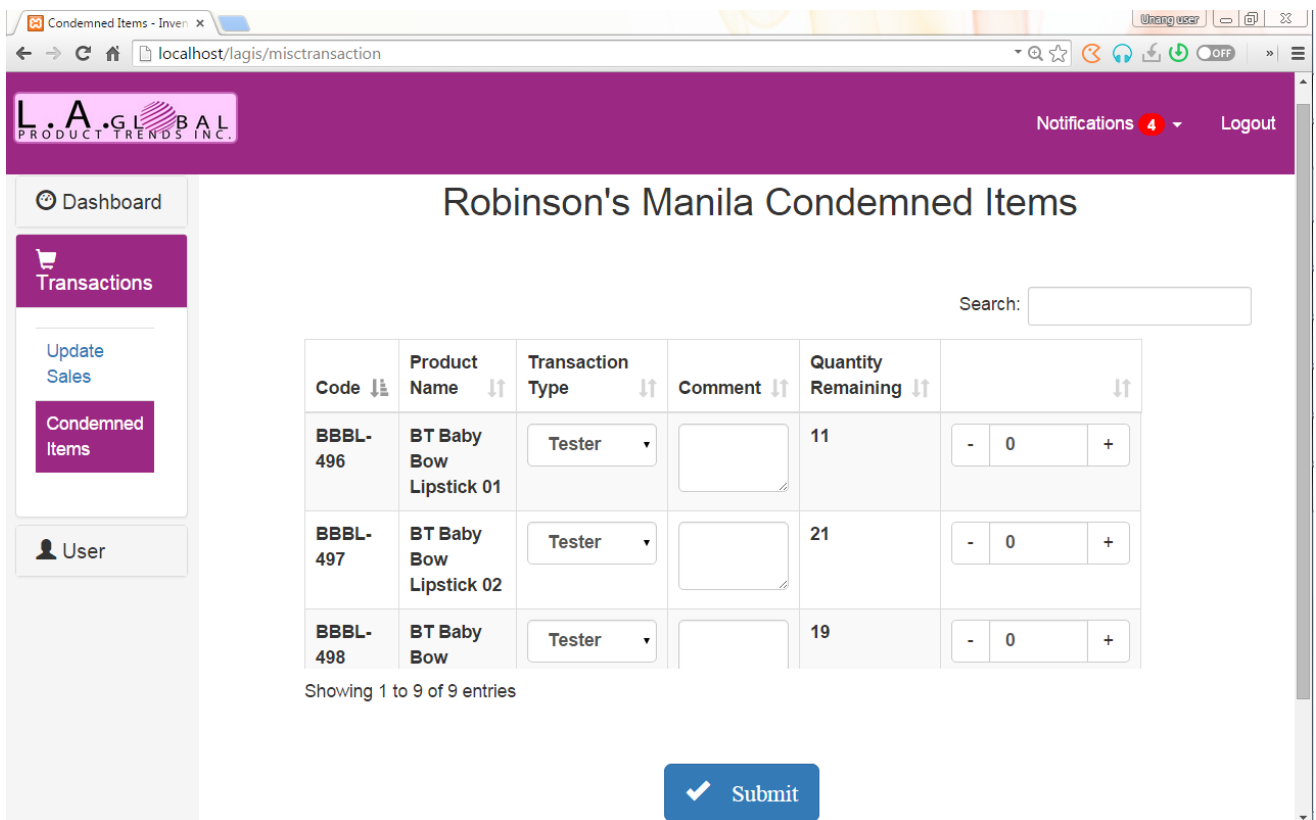 Condemned Items - Inven
Unang user
localhost/lagis/misctransaction
OFF
L.A.GLOBAL
PRODUCT TRENDS INC.
Notifications 4
Logout
Dashboard
Robinson's Manila Condemned Items
Transactions
Search:
Update
Sales
Condemned
Items
User
Code
Product
Name
Transaction
Type
Comment
Quantity
Remaining
BBBL-
496
BT Baby
Bow
Lipstick 01
Tester
11
- 0 +
BBBL-
497
BT Baby
Bow
Lipstick 02
Tester
21
- 0 +
BBBL-
498
BT Baby
Bow
Tester
19
- 0 +
Showing 1 to 9 of 9 entries
Submit